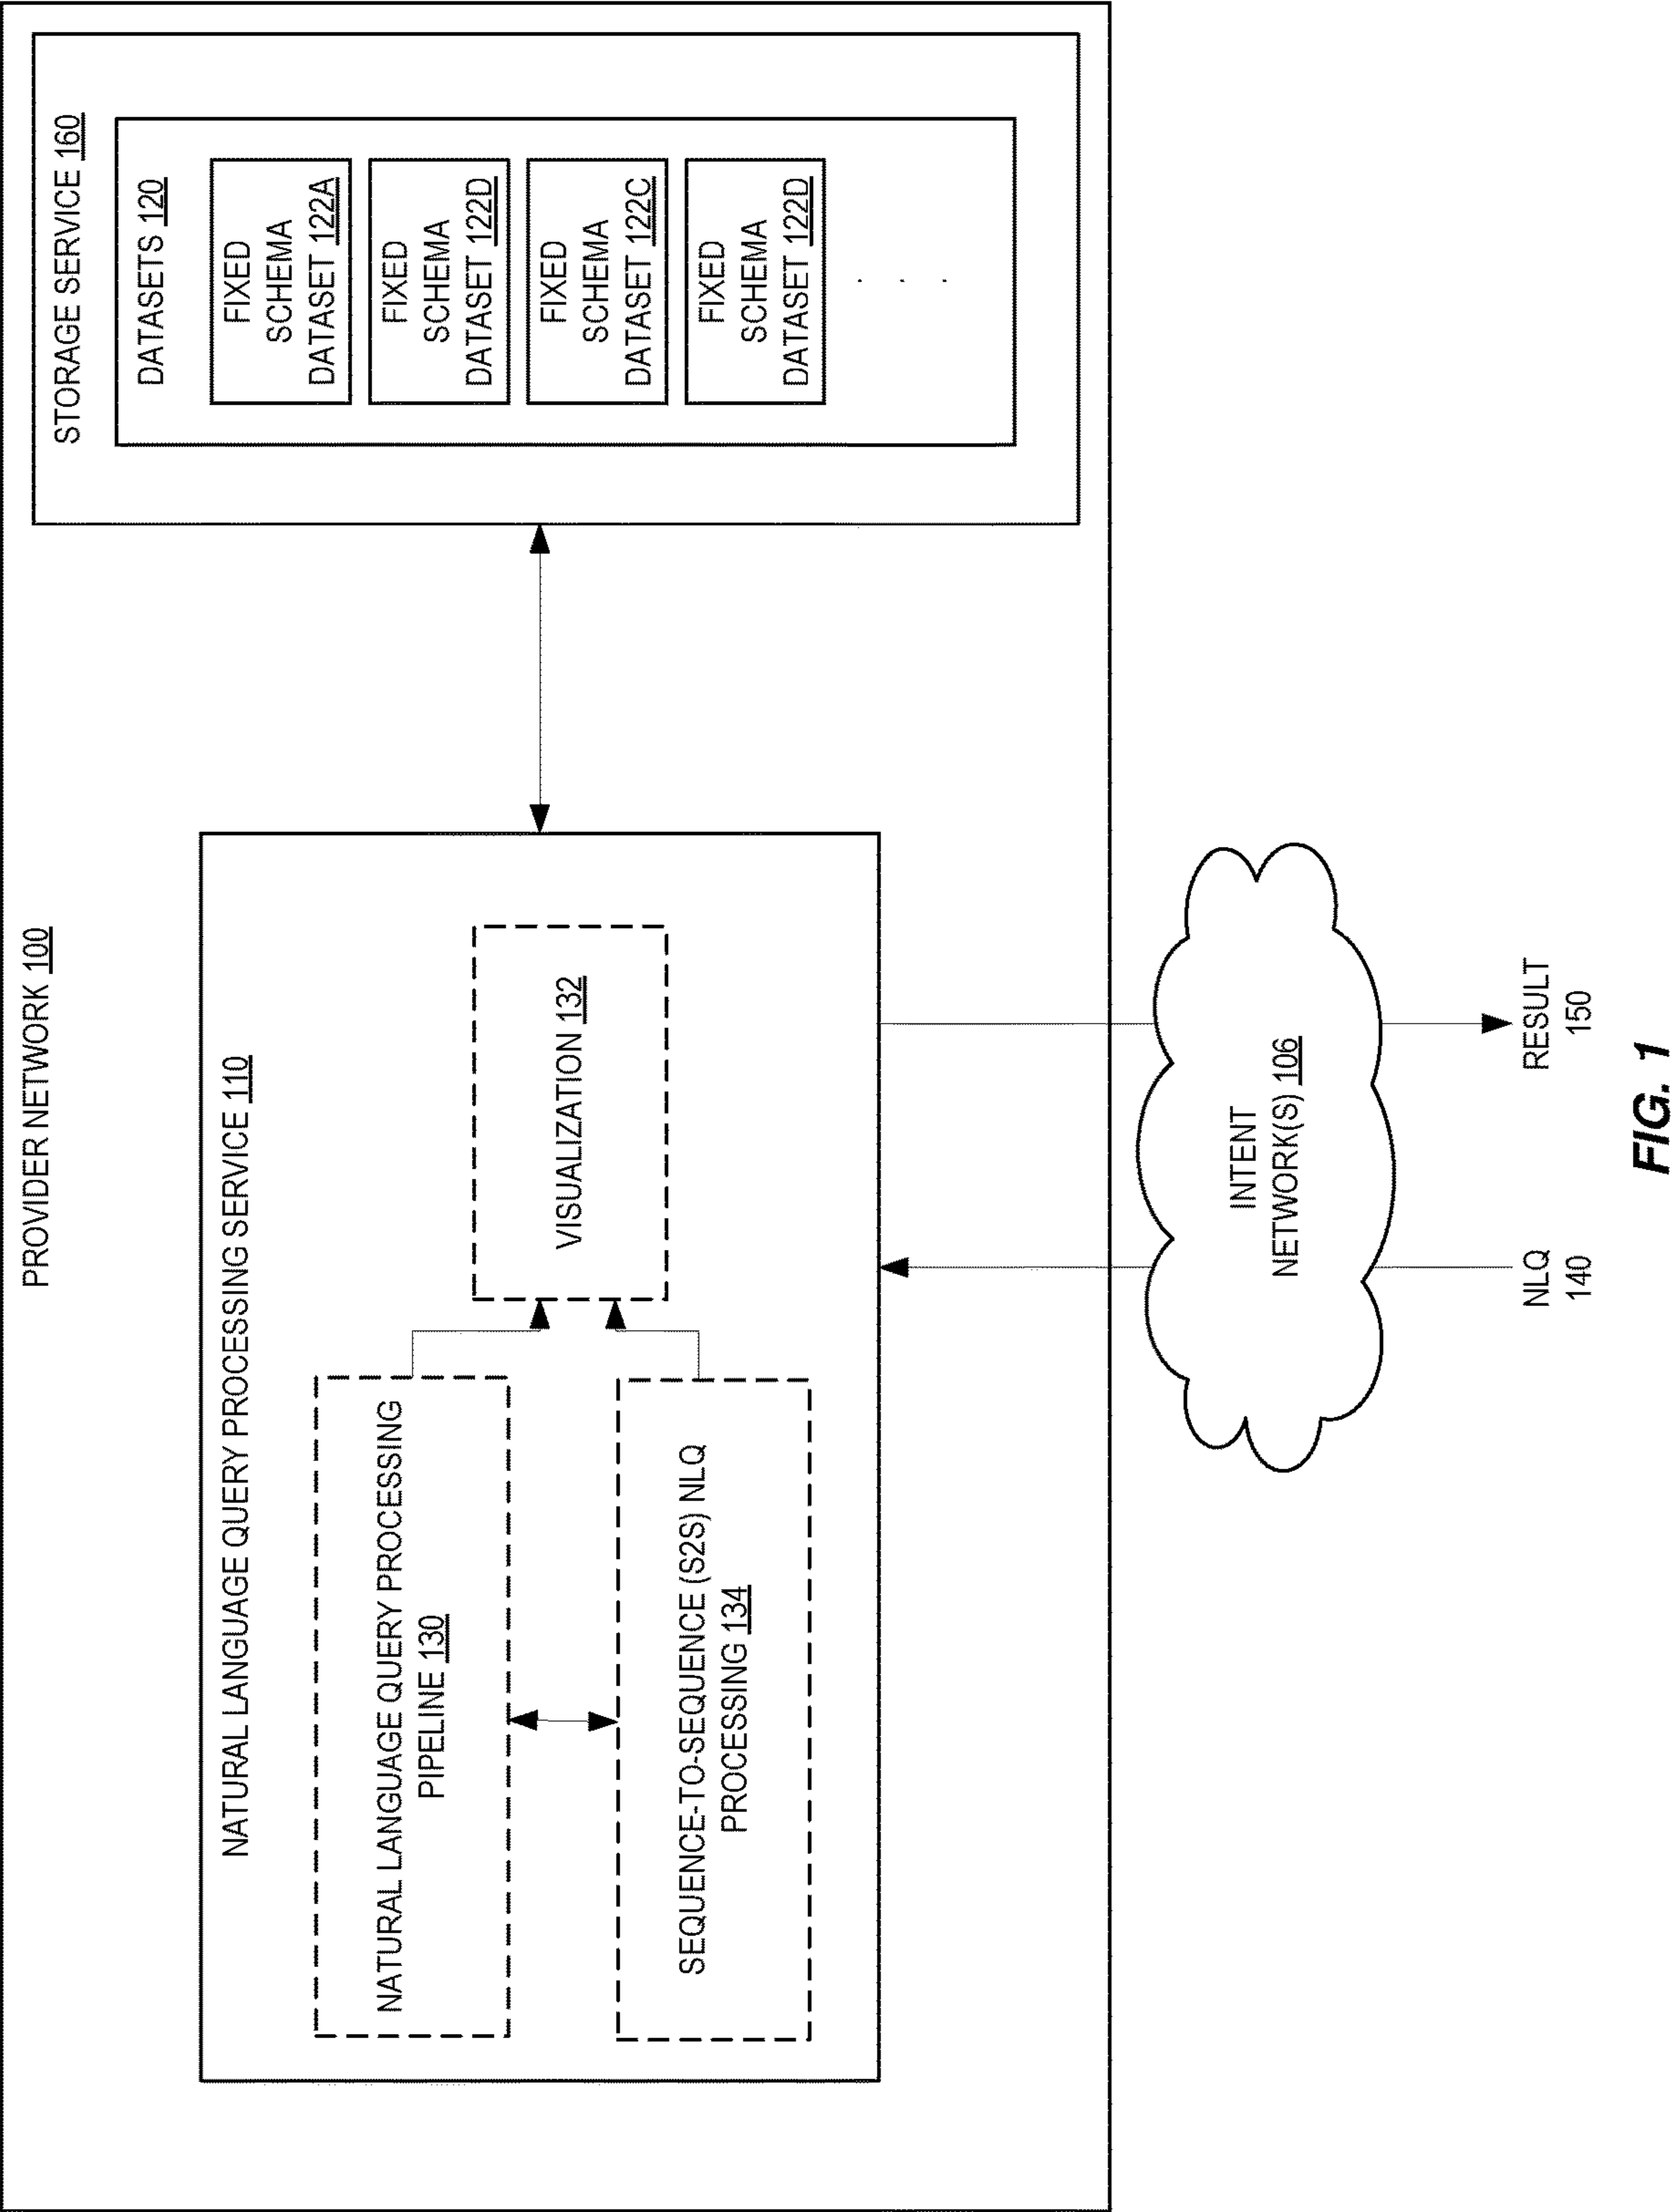 PROVIDER NETWORK 100
NATURAL LANGUAGE QUERY PROCESSING SERVICE 110
NATURAL LANGUAGE QUERY PROCESSING
PIPELINE 130
SEQUENCE-TO-SEQUENCE (S2S) NLQ
PROCESSING 134
VISUALIZATION 132
STORAGE SERVICE 160
DATASETS 120
FIXED
SCHEMA
DATASET 122A
FIXED
SCHEMA
DATASET 122D
FIXED
SCHEMA
DATASET 122C
FIXED
SCHEMA
DATASET 122D
. . .
INTENT
NETWORK(S) 106
NLQ
140
RESULT
150
FIG. 1